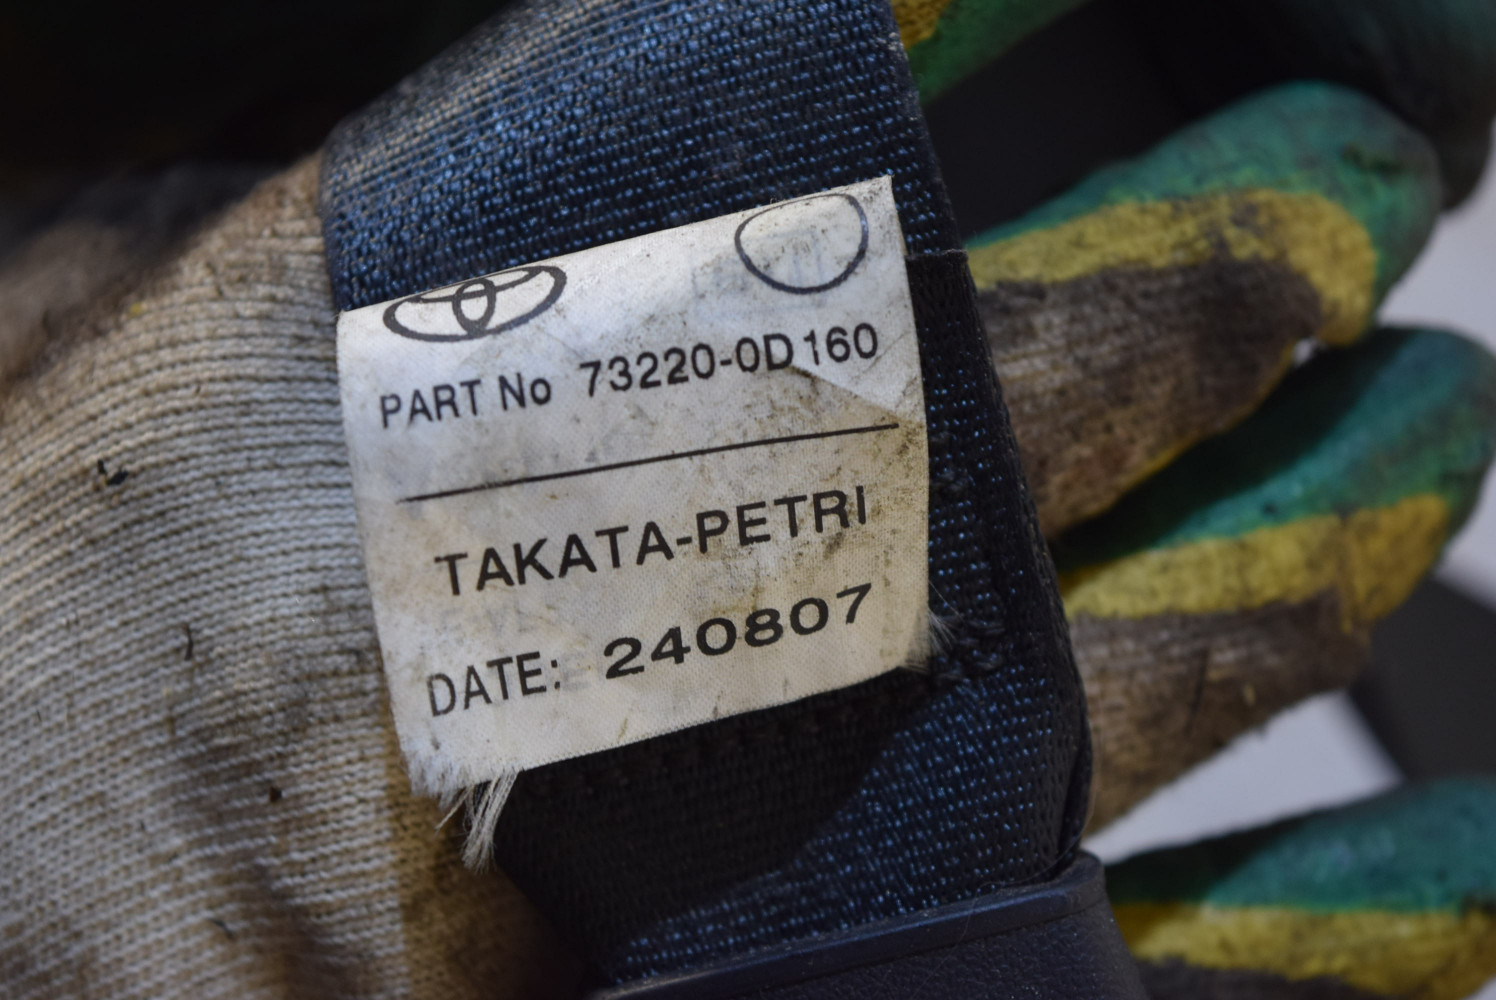 PART No 73220-0D160
TAKATA-PETRI
DATE: 240807